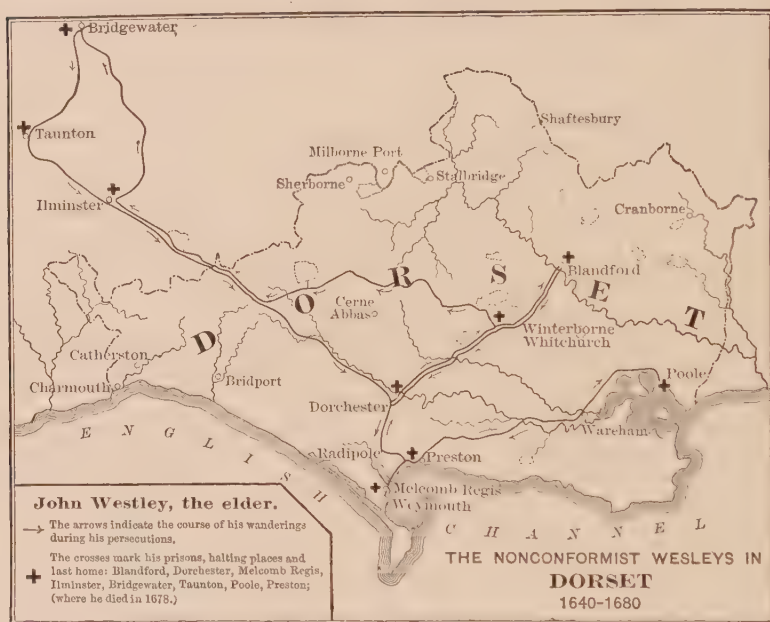 Bridgewater
Taunton
Ilminster
Shaftesbury
Milborne Port
Sherborne
Stalbridge
Cranborne
Blandford
DORSET
Cerne
Abbas
Winterborne
Whitchurch
Catherston
Charmouth
Bridport
Dorchester
Poole
Wareham
Radipole
Preston
Melcomb Regis
Weymouth
ENGLISH CHANNEL
John Westley, the elder.
The arrows indicate the course of his wanderings
during his persecutions.
The crosses mark his prisons, halting places and
last home: Blandford, Dorchester, Melcomb Regis,
Ilminster, Bridgewater, Taunton, Poole, Preston;
(where he died in 1678.)
THE NONCONFORMIST WESLEYS IN
DORSET
1640-1680